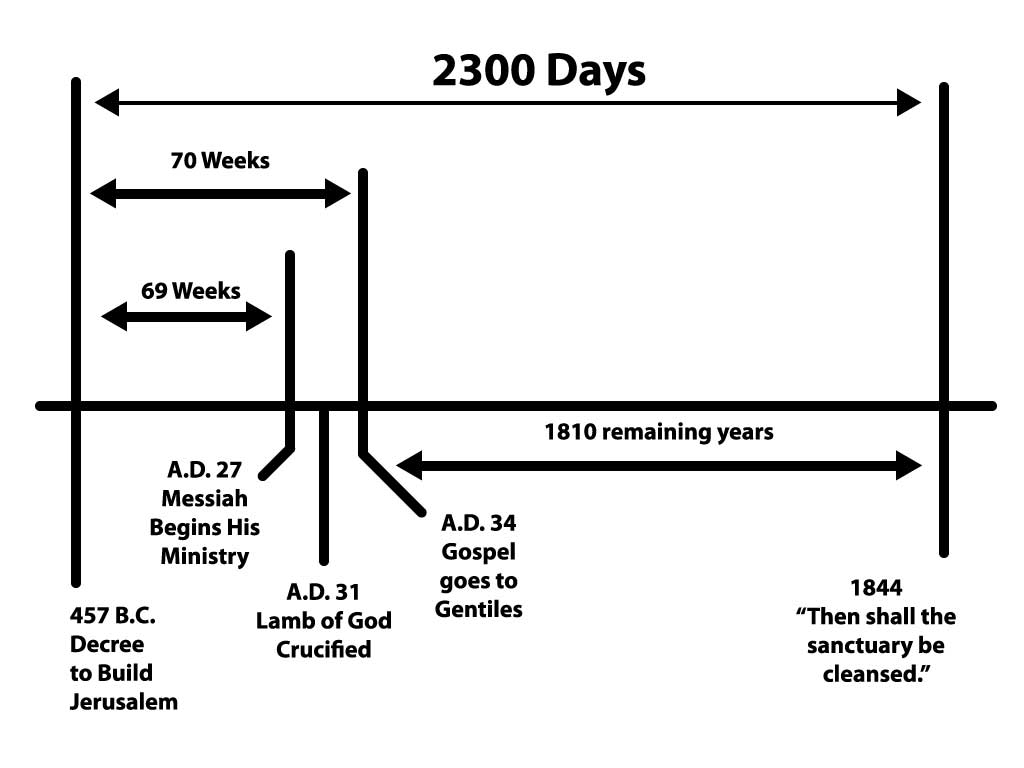 2300 Days
70 Weeks
69 Weeks
1810 remaining years
A.D. 27
Messiah
Begins His
Ministry
A.D. 34
Gospel
goes to
Gentiles
A.D. 31
Lamb of God
Crucified
457 B.C.
Decree
to Build
Jerusalem
1844
“Then shall the
sanctuary be
cleansed.”